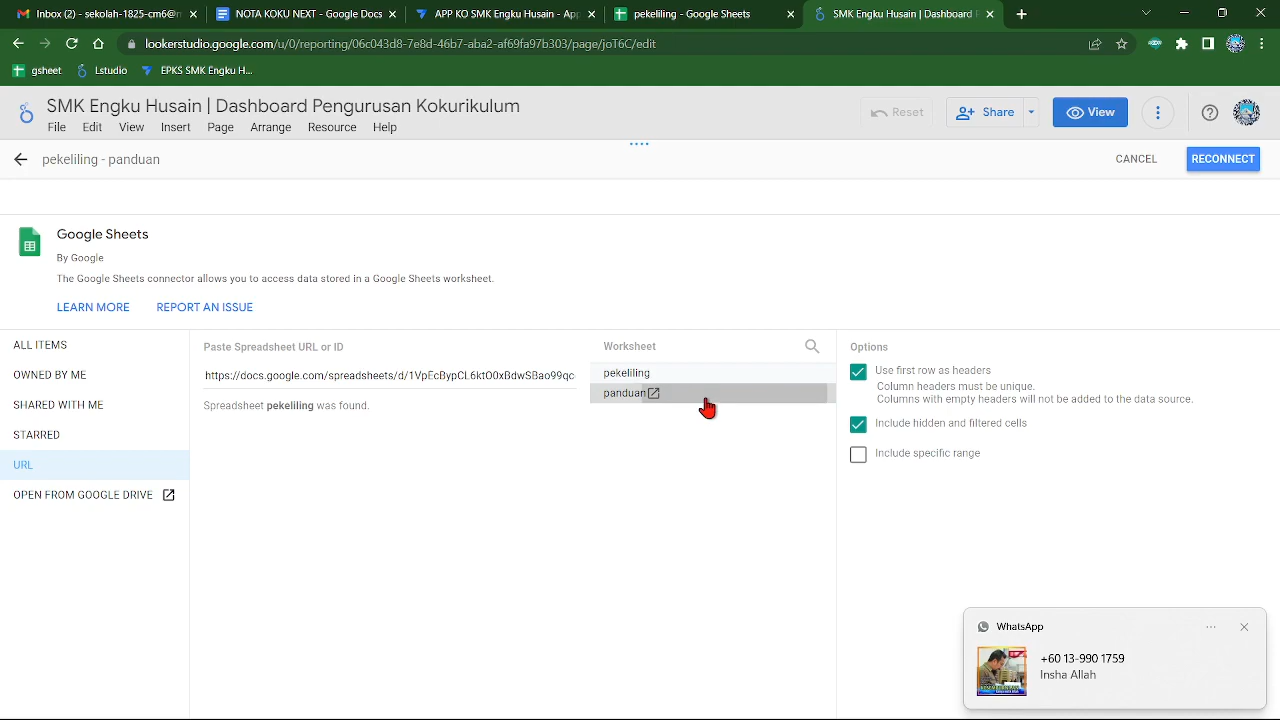 Inbox (2) - sekolah-1825-cm6@m
NOTA KOKU NEXT - Google Docs
APP KO SMK Engku Husain - App
pekeliling - Google Sheets
SMK Engku Husain | Dashboard P
lookerstudio.google.com/u/0/reporting/06c043d8-7e8d-46b7-aba2-af69fa97b303/page/joT6C/edit
gsheet
Lstudio
EPKS SMK Engku H...
SMK Engku Husain | Dashboard Pengurusan Kokurikulum
Reset
Share
View
File Edit View Insert Page Arrange Resource Help
pekeliling - panduan
CANCEL
RECONNECT
Google Sheets
By Google
The Google Sheets connector allows you to access data stored in a Google Sheets worksheet.
LEARN MORE
REPORT AN ISSUE
ALL ITEMS
OWNED BY ME
SHARED WITH ME
STARRED
URL
OPEN FROM GOOGLE DRIVE
Paste Spreadsheet URL or ID
https://docs.google.com/spreadsheets/d/1VpEcBypCL6kt00xBdwSBao99qc
Spreadsheet pekeliling was found.
Worksheet
pekeliling
panduan
Options
Use first row as headers
Column headers must be unique.
Columns with empty headers will not be added to the data source.
Include hidden and filtered cells
Include specific range
WhatsApp
+60 13-990 1759
Insha Allah